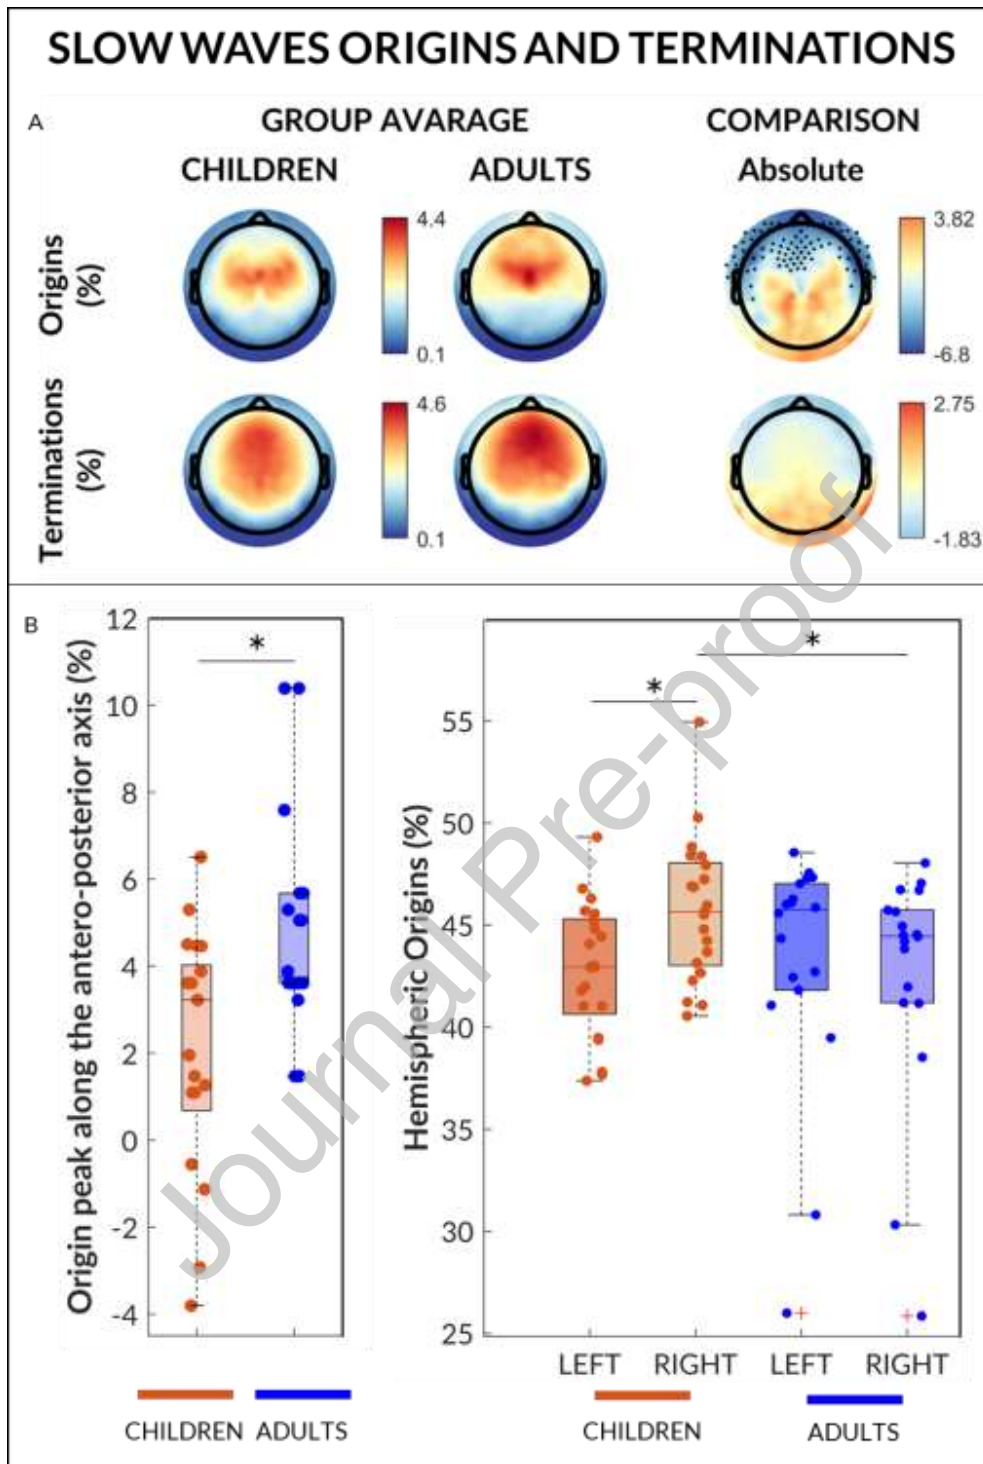 SLOW WAVES ORIGINS AND TERMINATIONS
A
GROUP AVARAGE
COMPARISON
CHILDREN
ADULTS
Absolute
Origins
(%)
4.4
0.1
3.82
-6.8
Terminations
(%)
4.6
0.1
2.75
-1.83
B
Origin peak along the antero-posterior axis (%)
12
10
8
6
4
2
0
-2
-4
*
CHILDREN ADULTS
Hemispheric Origins (%)
55
50
45
40
35
30
25
*
*
LEFT RIGHT LEFT RIGHT
CHILDREN ADULTS
Journal Pre-proof